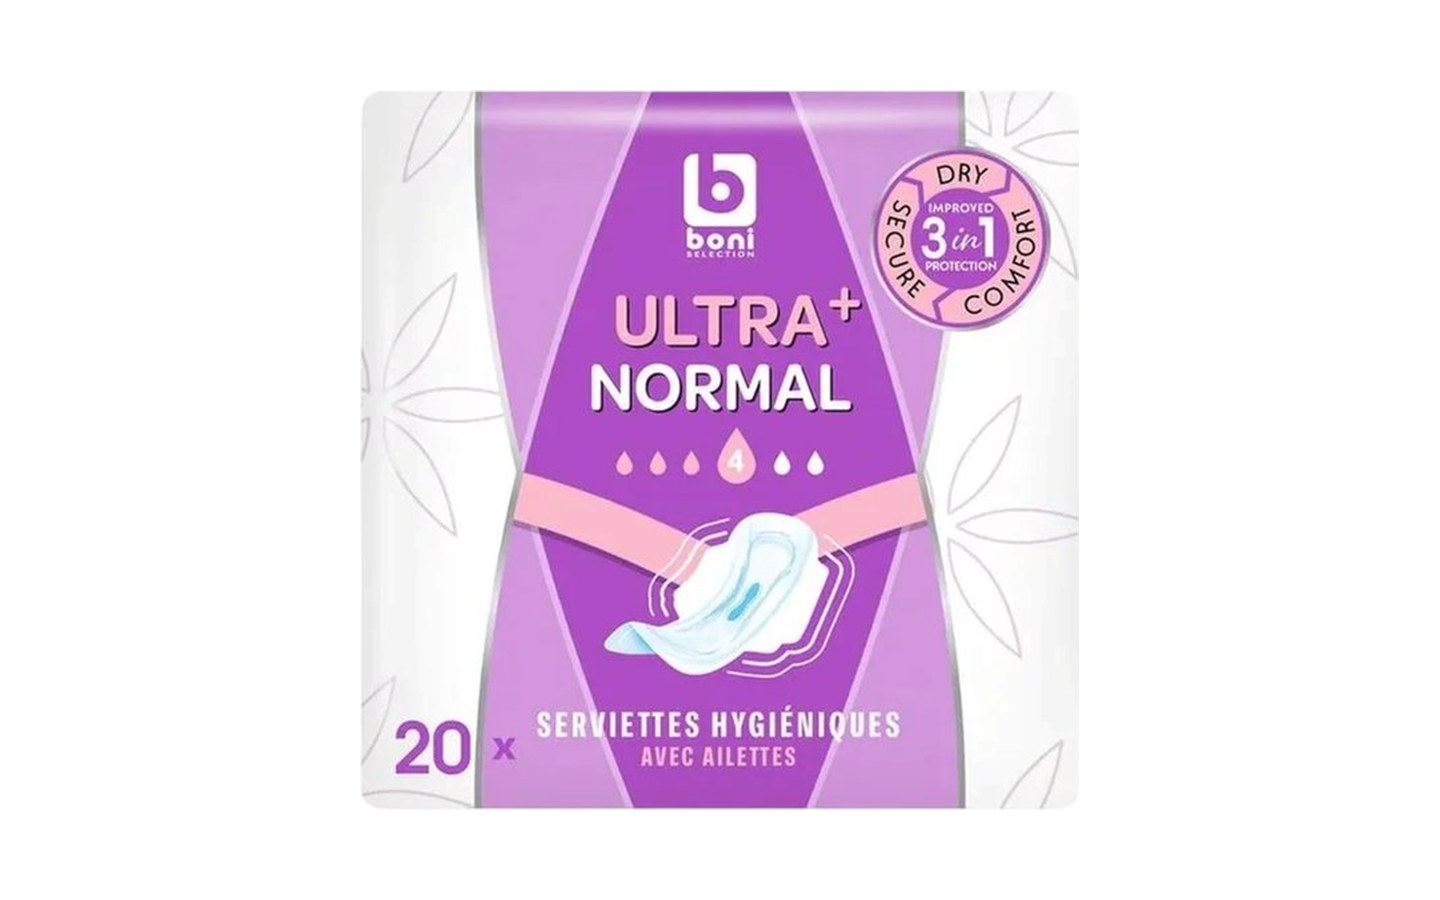 boni
SELECTION
DRY
COMFORT
SECURE
IMPROVED
3 in 1
PROTECTION
ULTRA+
NORMAL
4
20 x
SERVIETTES HYGIÉNIQUES
AVEC AILETTES